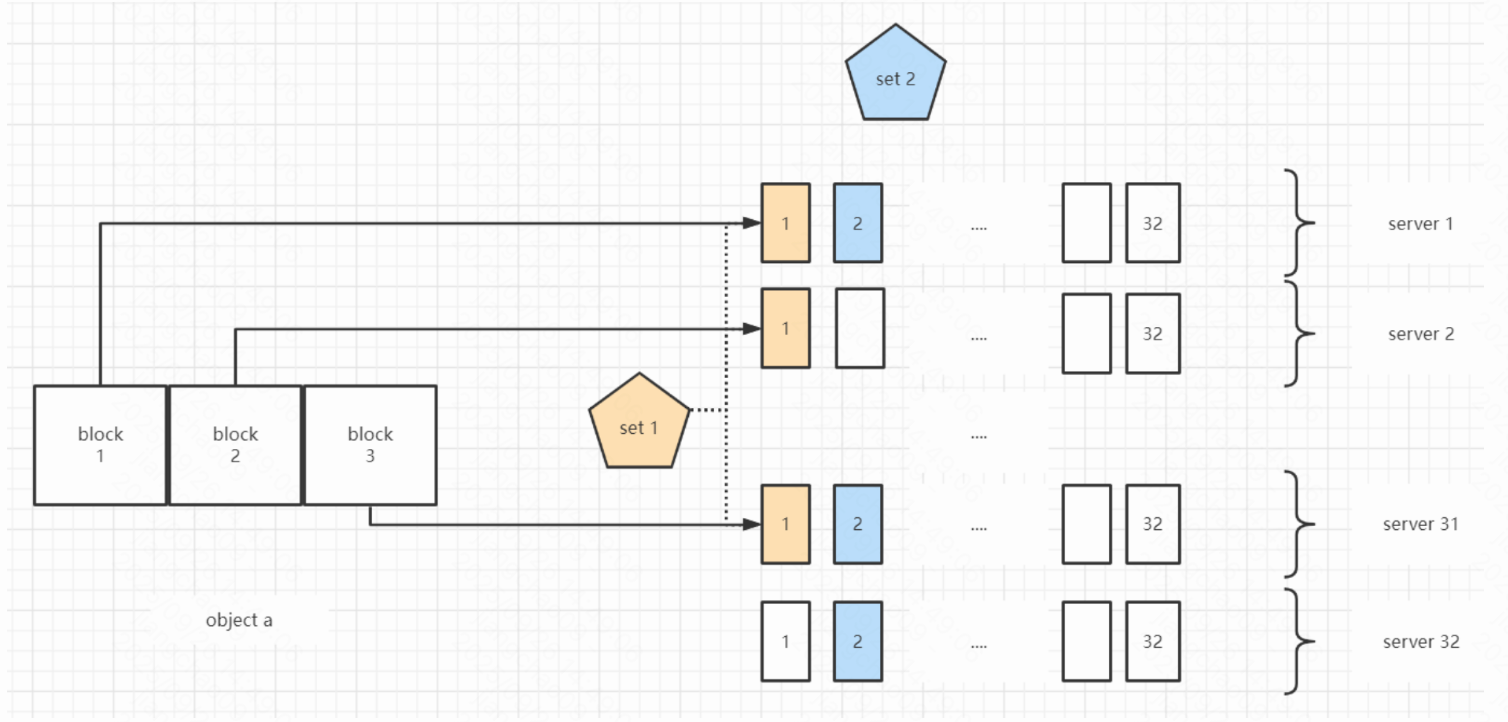 set 2
1 2 .... 32 server 1
1 .... 32 server 2
set 1
block
1
block
2
block
3
....
1 2 .... 32 server 31
object a
1 2 .... 32 server 32